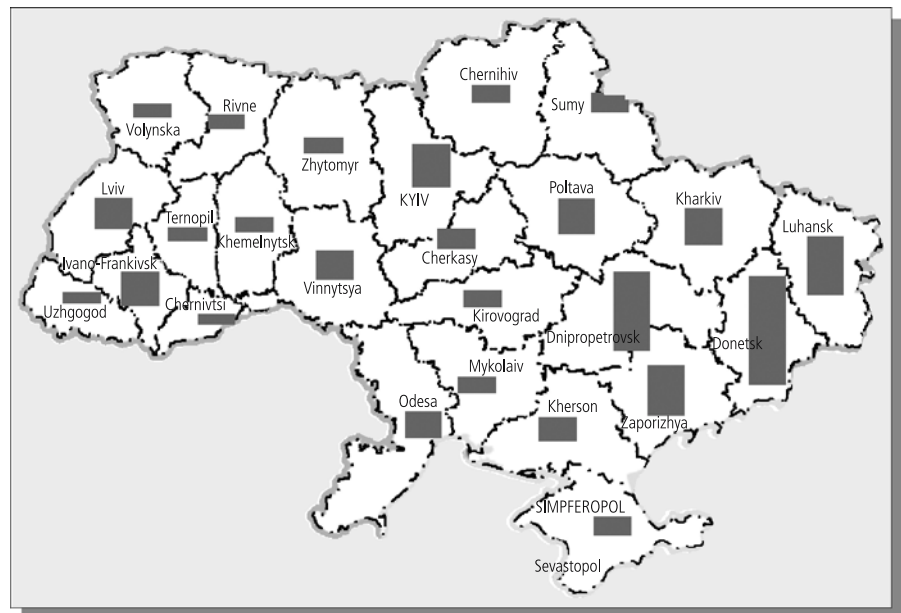 Chernihiv
Sumy
Rivne
Volynska
Zhytomyr
KYIV
Lviv
Poltava
Kharkiv
Ternopil
Luhansk
Khemelnytsk
Cherkasy
Ivano-Frankivsk
Vinnytsya
Uzhgogod
Chernivtsi
Kirovograd
Dnipropetrovsk
Donetsk
Mykolaiv
Odesa
Kherson
Zaporizhya
SIMPFEROPOL
Sevastopol